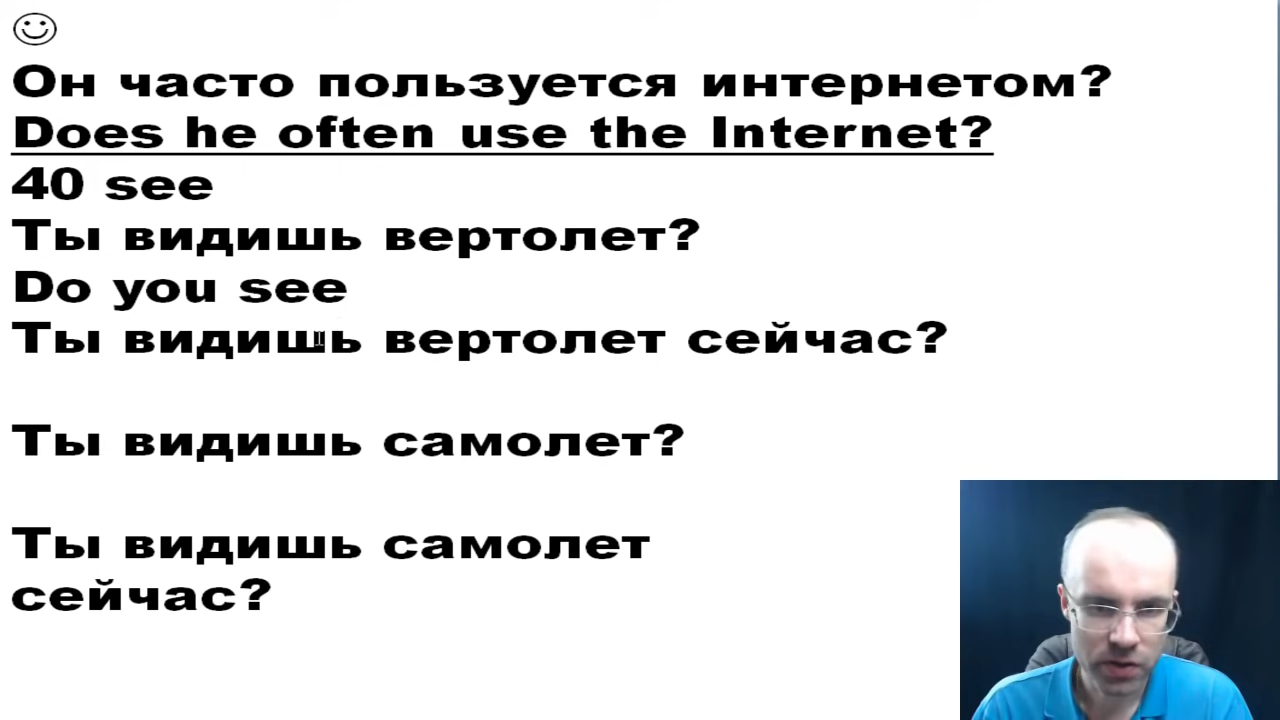 Он часто пользуется интернетом?
Does he often use the Internet?
40 see
Ты видишь вертолет?
Do you see
Ты видишь вертолет сейчас?
Ты видишь самолет?
Ты видишь самолет
сейчас?